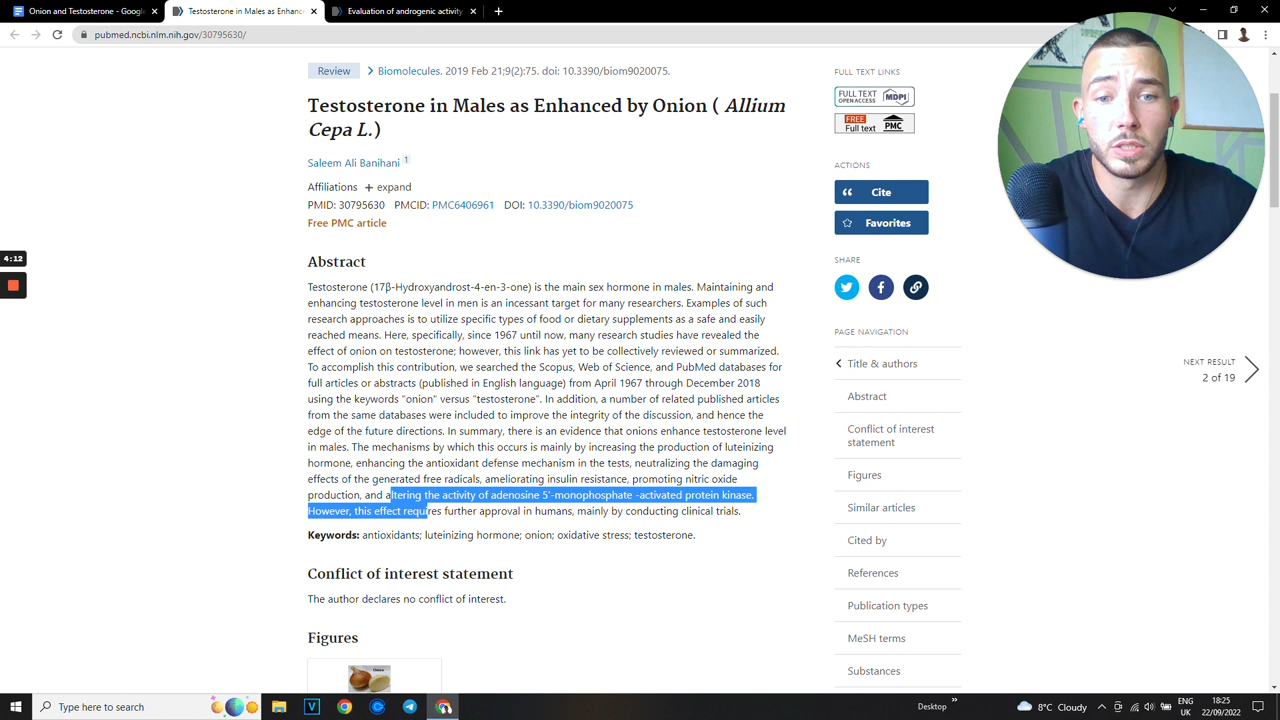 Onion and Testosterone - Google
Testosterone in Males as Enhance
Evaluation of androgenic activity
pubmed.ncbi.nlm.nih.gov/30795630/
Review
Biomolecules. 2019 Feb 21;9(2):75. doi: 10.3390/biom9020075.
Testosterone in Males as Enhanced by Onion ( Allium
Cepa L.)
Saleem Ali Banihani 1
Affiliations + expand
PMID: 30795630 PMCID: PMC6406961 DOI: 10.3390/biom9020075
Free PMC article
4:12
Abstract
Testosterone (17β-Hydroxyandrost-4-en-3-one) is the main sex hormone in males. Maintaining and
enhancing testosterone level in men is an incessant target for many researchers. Examples of such
research approaches is to utilize specific types of food or dietary supplements as a safe and easily
reached means. Here, specifically, since 1967 until now, many research studies have revealed the
effect of onion on testosterone; however, this link has yet to be collectively reviewed or summarized.
To accomplish this contribution, we searched the Scopus, Web of Science, and PubMed databases for
full articles or abstracts (published in English language) from April 1967 through December 2018
using the keywords "onion" versus "testosterone". In addition, a number of related published articles
from the same databases were included to improve the integrity of the discussion, and hence the
edge of the future directions. In summary, there is an evidence that onions enhance testosterone level
in males. The mechanisms by which this occurs is mainly by increasing the production of luteinizing
hormone, enhancing the antioxidant defense mechanism in the tests, neutralizing the damaging
effects of the generated free radicals, ameliorating insulin resistance, promoting nitric oxide
production, and altering the activity of adenosine 5'-monophosphate -activated protein kinase.
However, this effect requires further approval in humans, mainly by conducting clinical trials.
Keywords: antioxidants; luteinizing hormone; onion; oxidative stress; testosterone.
Conflict of interest statement
The author declares no conflict of interest.
Figures
FULL TEXT LINKS
FULL TEXT
OPEN ACCESS
MDPI
FREE
Full text
PMC
ACTIONS
Cite
Favorites
SHARE
PAGE NAVIGATION
Title & authors
Abstract
Conflict of interest
statement
Figures
Similar articles
Cited by
References
Publication types
MeSH terms
Substances
NEXT RESULT
2 of 19
Type here to search
Desktop
8°C Cloudy
ENG
UK
18:25
22/09/2022